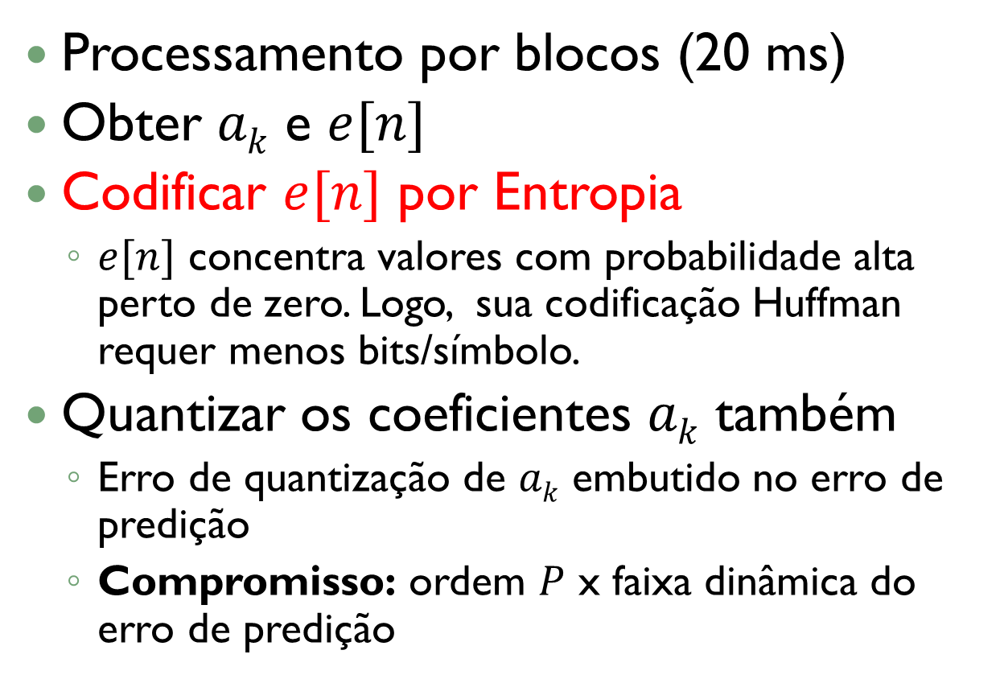 • Processamento por blocos (20 ms)
• Obter $a_k$ e $e[n]$
• Codificar $e[n]$ por Entropia
◦ $e[n]$ concentra valores com probabilidade alta
perto de zero. Logo,  sua codificação Huffman
requer menos bits/símbolo.
• Quantizar os coeficientes $a_k$ também
◦ Erro de quantização de $a_k$ embutido no erro de
predição
◦ Compromisso: ordem $P$ x faixa dinâmica do
erro de predição